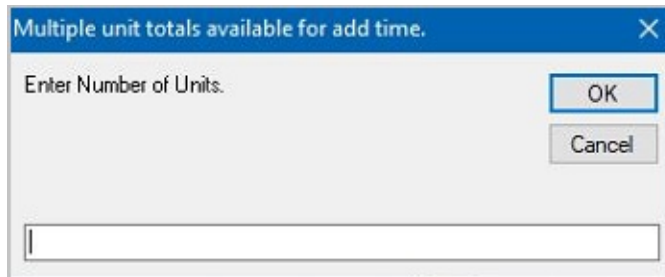 Multiple unit totals available for add time.
Enter Number of Units.
OK
Cancel